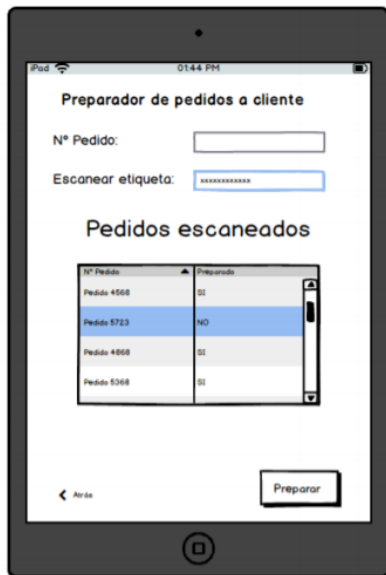 iPad 01:44 PM
Preparador de pedidos a cliente
Nº Pedido:
Escanear etiqueta: xxxxxxxxxxxx
Pedidos escaneados
Nº Pedido Preparado
Pedido 4568 SI
Pedido 5723 NO
Pedido 4868 SI
Pedido 5368 SI
Atrás Preparar